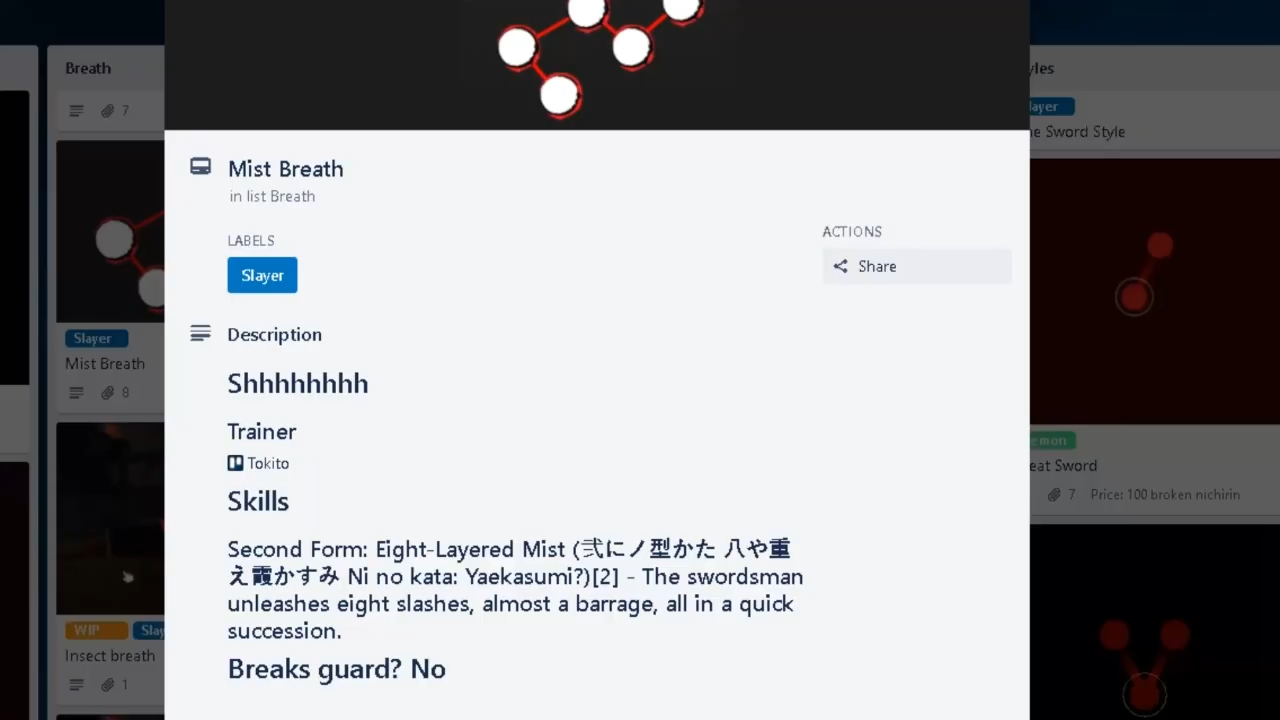 Breath
7
Slayer
Mist Breath
8
WIP
Slay
Insect breath
1
Mist Breath
in list Breath
LABELS
Slayer
ACTIONS
Share
Description
Shhhhhhhh
Trainer
Tokito
Skills
Second Form: Eight-Layered Mist (弐にノ型かた 八や重
え霞かすみ Ni no kata: Yaekasumi?)[2] - The swordsman
unleashes eight slashes, almost a barrage, all in a quick
succession.
Breaks guard? No
yles
layer
ne Sword Style
emon
eat Sword
7 Price: 100 broken nichirin